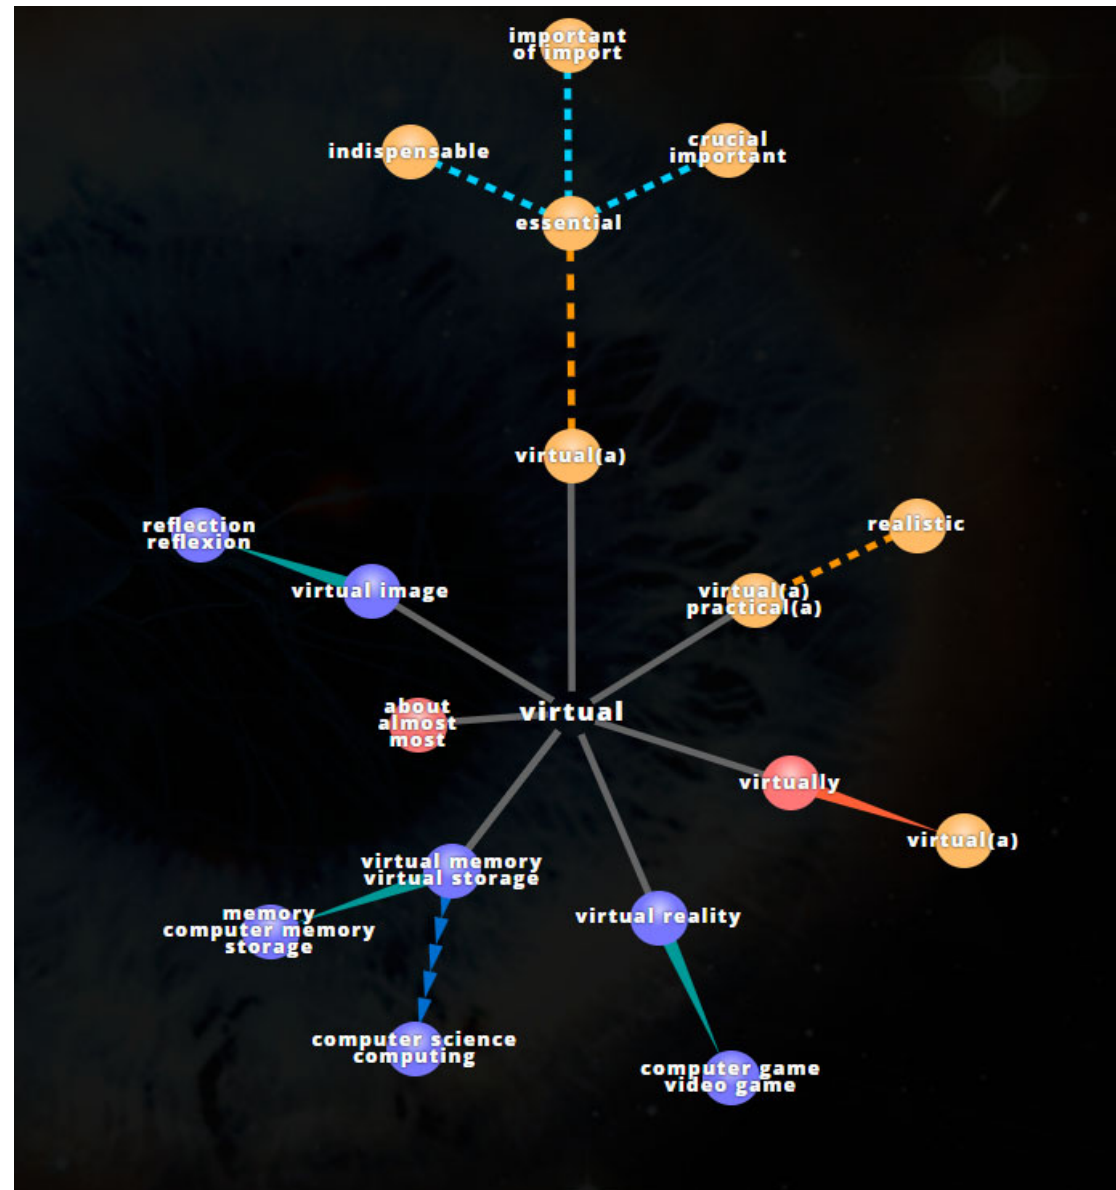 important
of import
indispensable
crucial
important
essential
virtual(a)
reflection
reflexion
realistic
virtual image
virtual(a)
practical(a)
about
almost
most
virtual
virtually
virtual(a)
virtual memory
virtual storage
memory
computer memory
storage
virtual reality
computer science
computing
computer game
video game